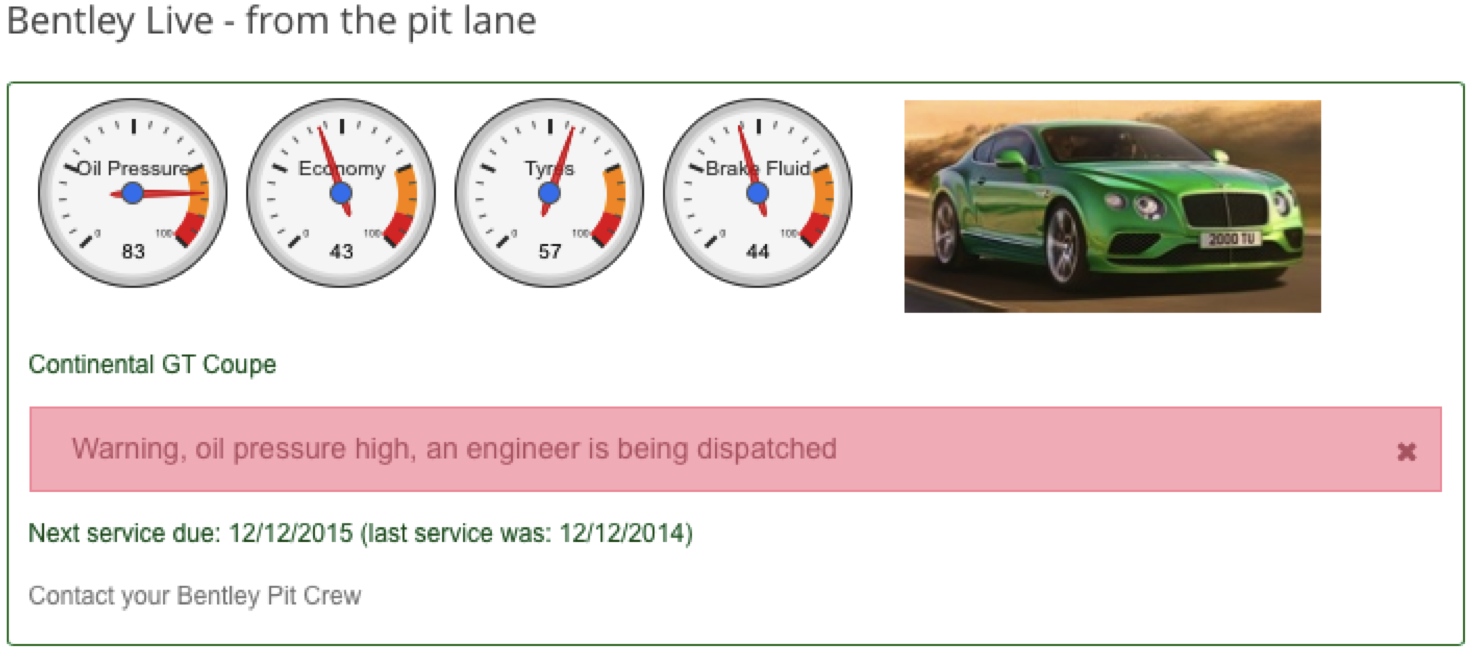 Bentley Live - from the pit lane
Oil Pressure Economy Tyres Brake Fluid
0 100 0 100 0 100 0 100
83 43 57 44
2000 TU
Continental GT Coupe
Warning, oil pressure high, an engineer is being dispatched
Next service due: 12/12/2015 (last service was: 12/12/2014)
Contact your Bentley Pit Crew